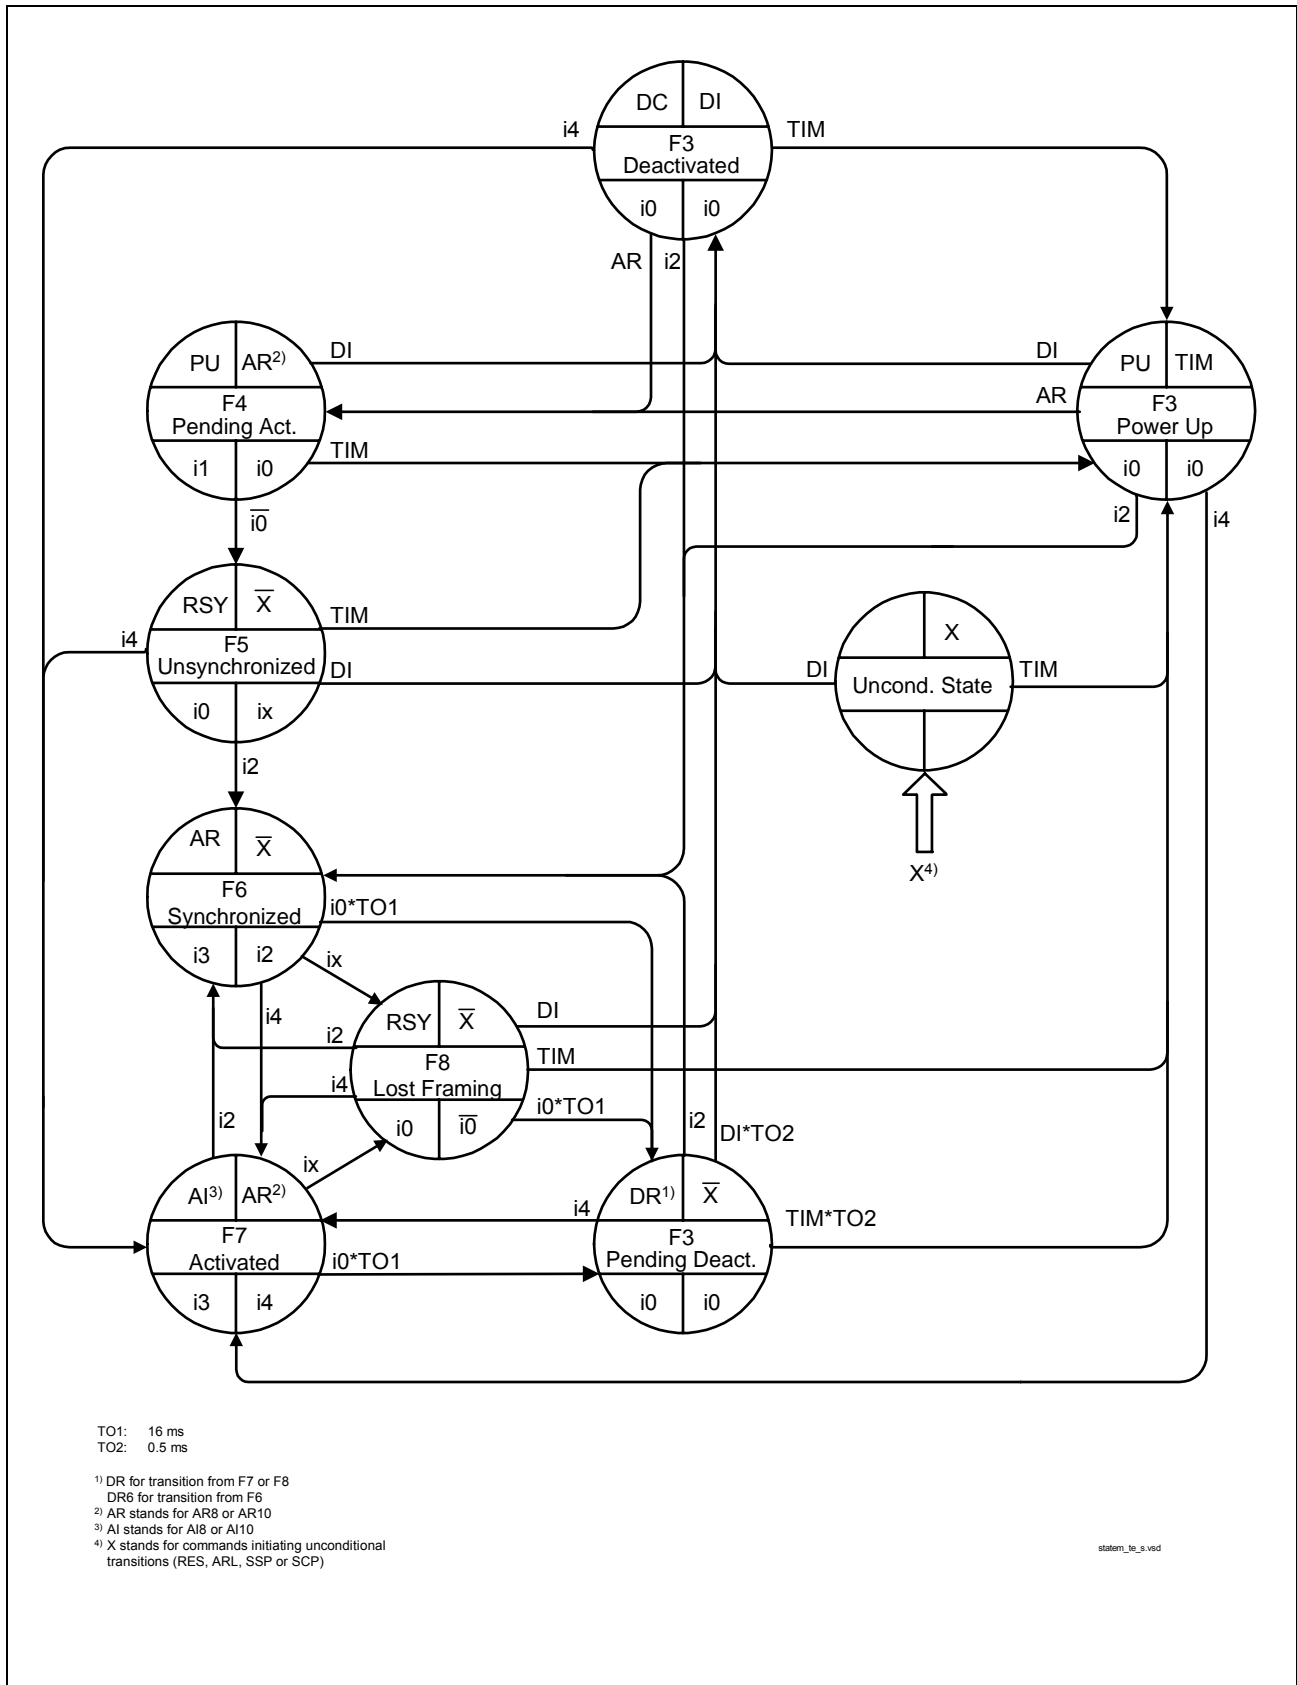 DC DI
i4 TIM
F3
Deactivated
i0 i0
AR i2
PU AR2)
DI
DI
PU TIM
F4
Pending Act.
AR
F3
Power Up
i1 i0
TIM
i0 i0
i̅0̅
i2 i4
RSY X̅
TIM
X
i4
F5
Unsynchronized
DI
DI
Uncond. State
TIM
i0 ix
i2
AR X̅
X4)
F6
Synchronized
i0*TO1
i3 i2
ix
i4
RSY X̅
DI
i2
F8
Lost Framing
TIM
i4
i0 i̅0̅
i0*TO1
i2
i2
DI*TO2
ix
AI3) AR2)
DR1) X̅
i4
TIM*TO2
F7
Activated
F3
Pending Deact.
i0*TO1
i3 i4
i0 i0
TO1: 16 ms
TO2: 0.5 ms
1) DR for transition from F7 or F8
DR6 for transition from F6
2) AR stands for AR8 or AR10
3) AI stands for AI8 or AI10
4) X stands for commands initiating unconditional
transitions (RES, ARL, SSP or SCP)
statem_te_s.vsd